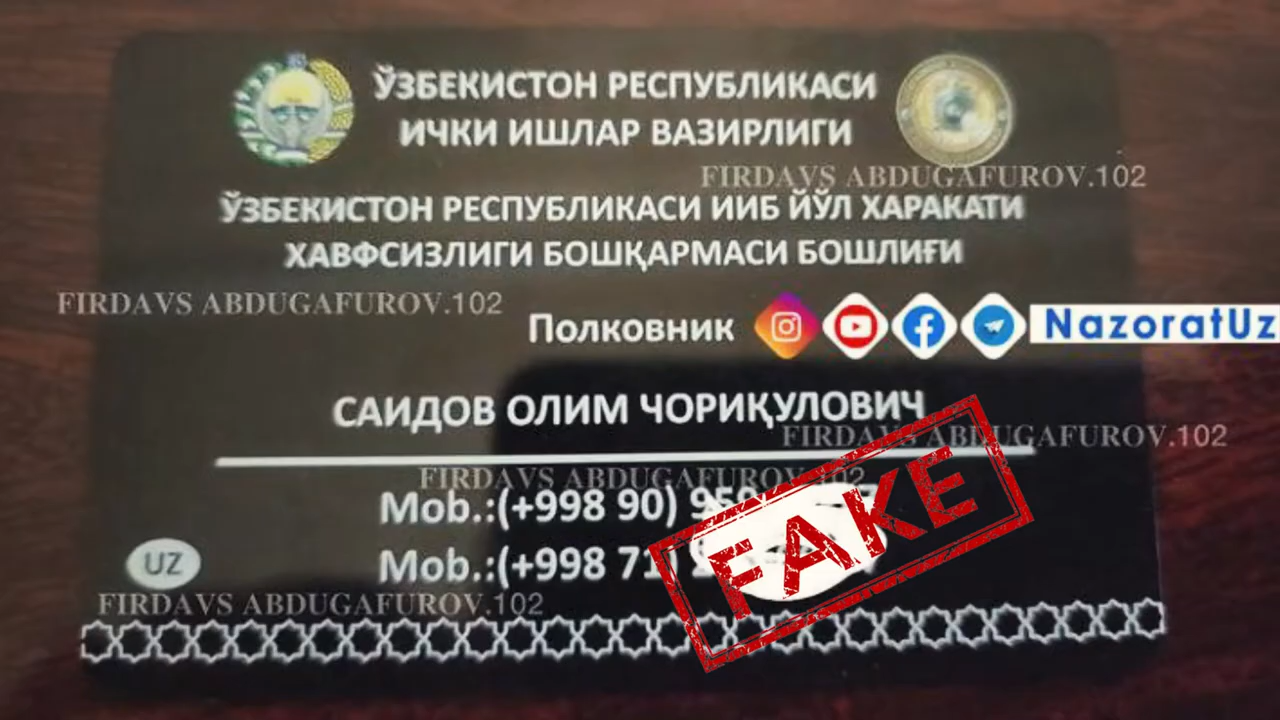 ЎЗБЕКИСТОН РЕСПУБЛИКАСИ
ИЧКИ ИШЛАР ВАЗИРЛИГИ
FIRDAVS ABDUGAFUROV.102
ЎЗБЕКИСТОН РЕСПУБЛИКАСИ ИИБ ЙЎЛ ХАРАКАТИ
ХАВФСИЗЛИГИ БОШҚАРМАСИ БОШЛИҒИ
FIRDAVS ABDUGAFUROV.102
Полковник
NazoratUz
САИДОВ ОЛИМ ЧОРИҚУЛОВИЧ
FIRDAVS ABDUGAFUROV.102
FIRDAVS ABDUGAFUROV.102
Mob.:(+998 90)
FAKE
Mob.:(+998 71)
UZ
FIRDAVS ABDUGAFUROV.102